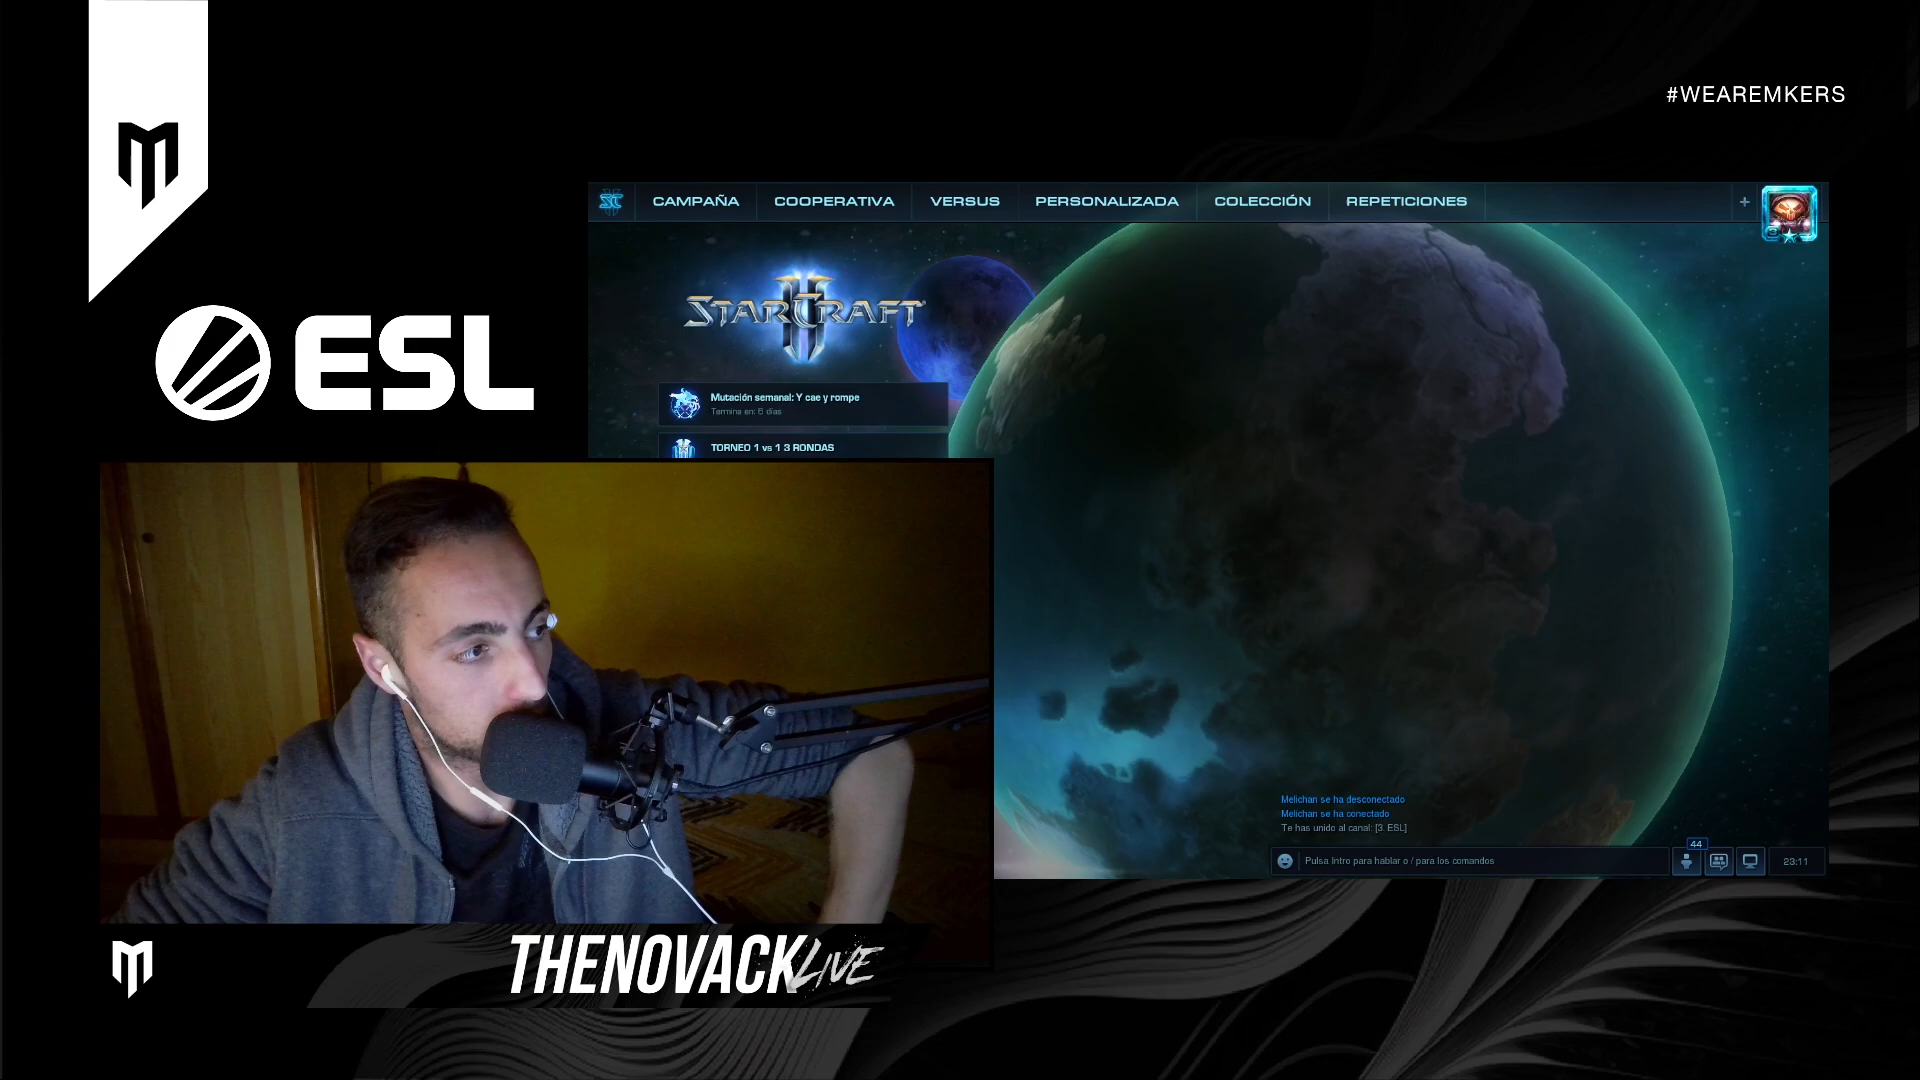 #WEAREMKERS
CAMPAÑA COOPERATIVA VERSUS PERSONALIZADA COLECCIÓN REPETICIONES
STARCRAFT II
ESL
Mutación semanal: Y cae y rompe
Termina en: 6 días
TORNEO 1 vs 1 3 RONDAS
Melichan se ha desconectado
Melichan se ha conectado
Te has unido al canal: [3. ESL]
44
Pulsa Intro para hablar o / para los comandos
23:11
THENOVACK LIVE